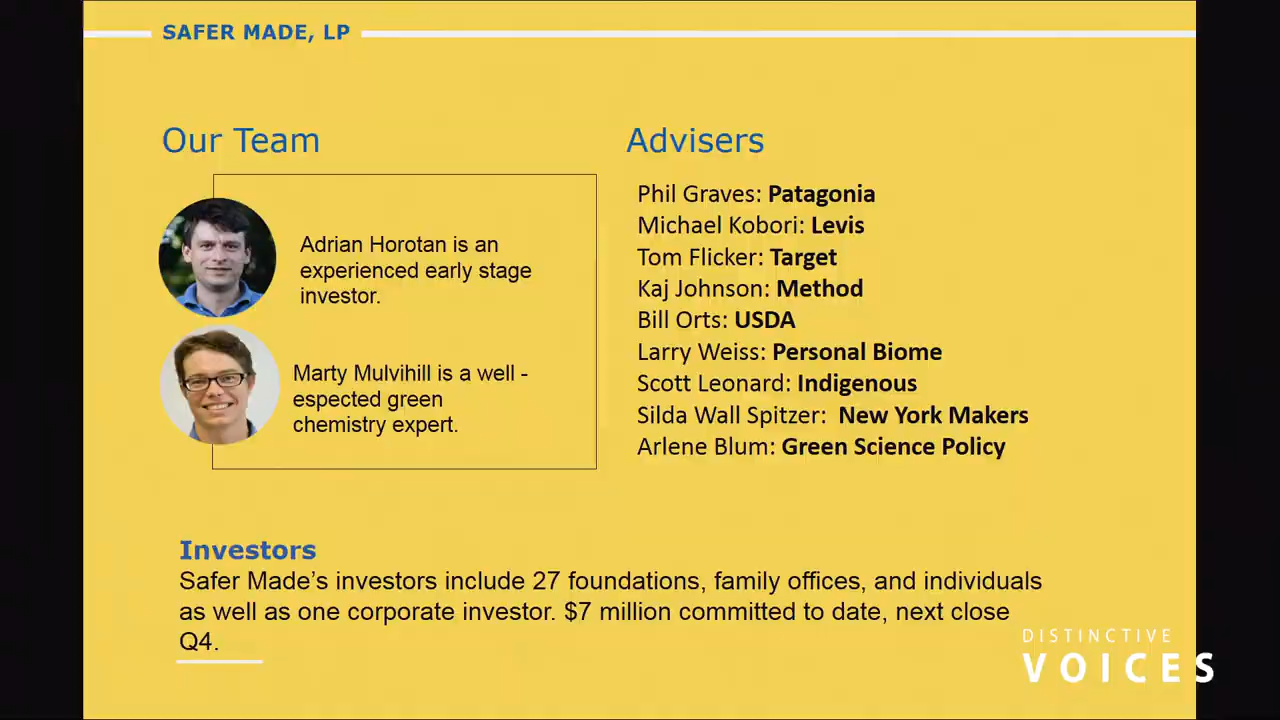 SAFER MADE, LP
Our Team
Adrian Horotan is an
experienced early stage
investor.
Marty Mulvihill is a well -
espected green
chemistry expert.
Advisers
Phil Graves: Patagonia
Michael Kobori: Levis
Tom Flicker: Target
Kaj Johnson: Method
Bill Orts: USDA
Larry Weiss: Personal Biome
Scott Leonard: Indigenous
Silda Wall Spitzer: New York Makers
Arlene Blum: Green Science Policy
Investors
Safer Made’s investors include 27 foundations, family offices, and individuals
as well as one corporate investor. $7 million committed to date, next close
Q4.
DISTINCTIVE
VOICES